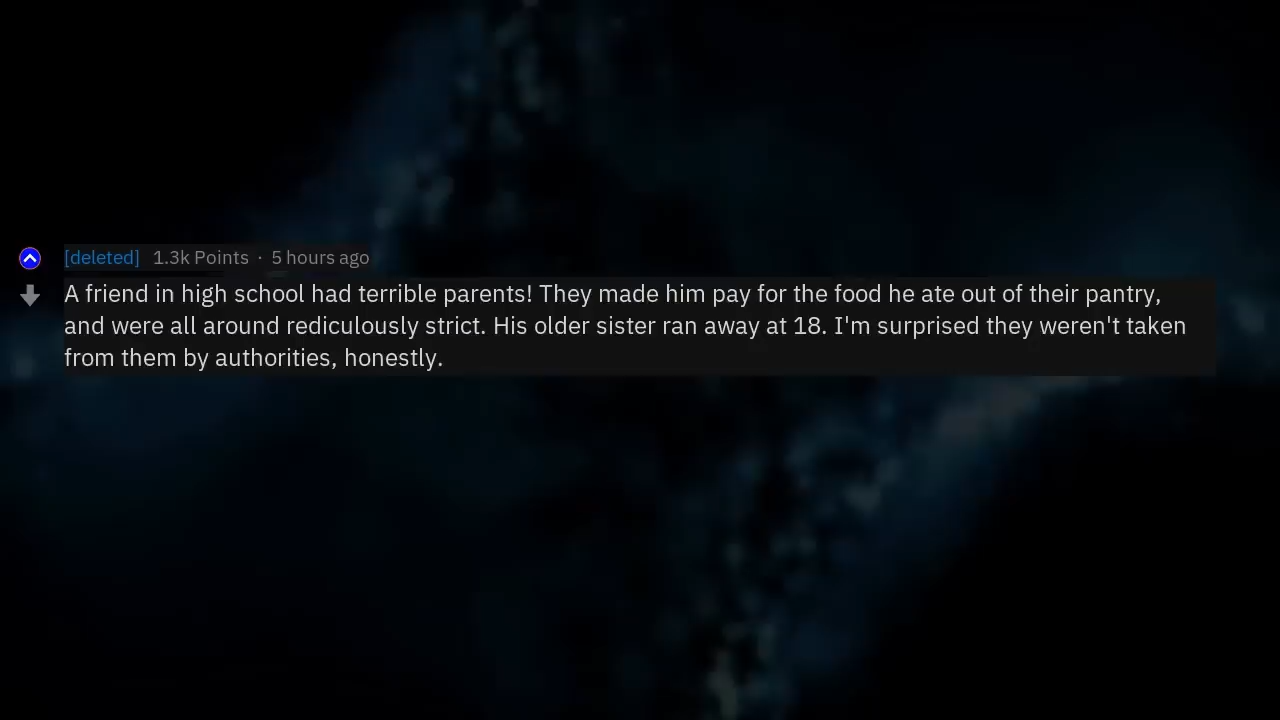 [deleted] 1.3k Points · 5 hours ago
A friend in high school had terrible parents! They made him pay for the food he ate out of their pantry,
and were all around rediculously strict. His older sister ran away at 18. I'm surprised they weren't taken
from them by authorities, honestly.